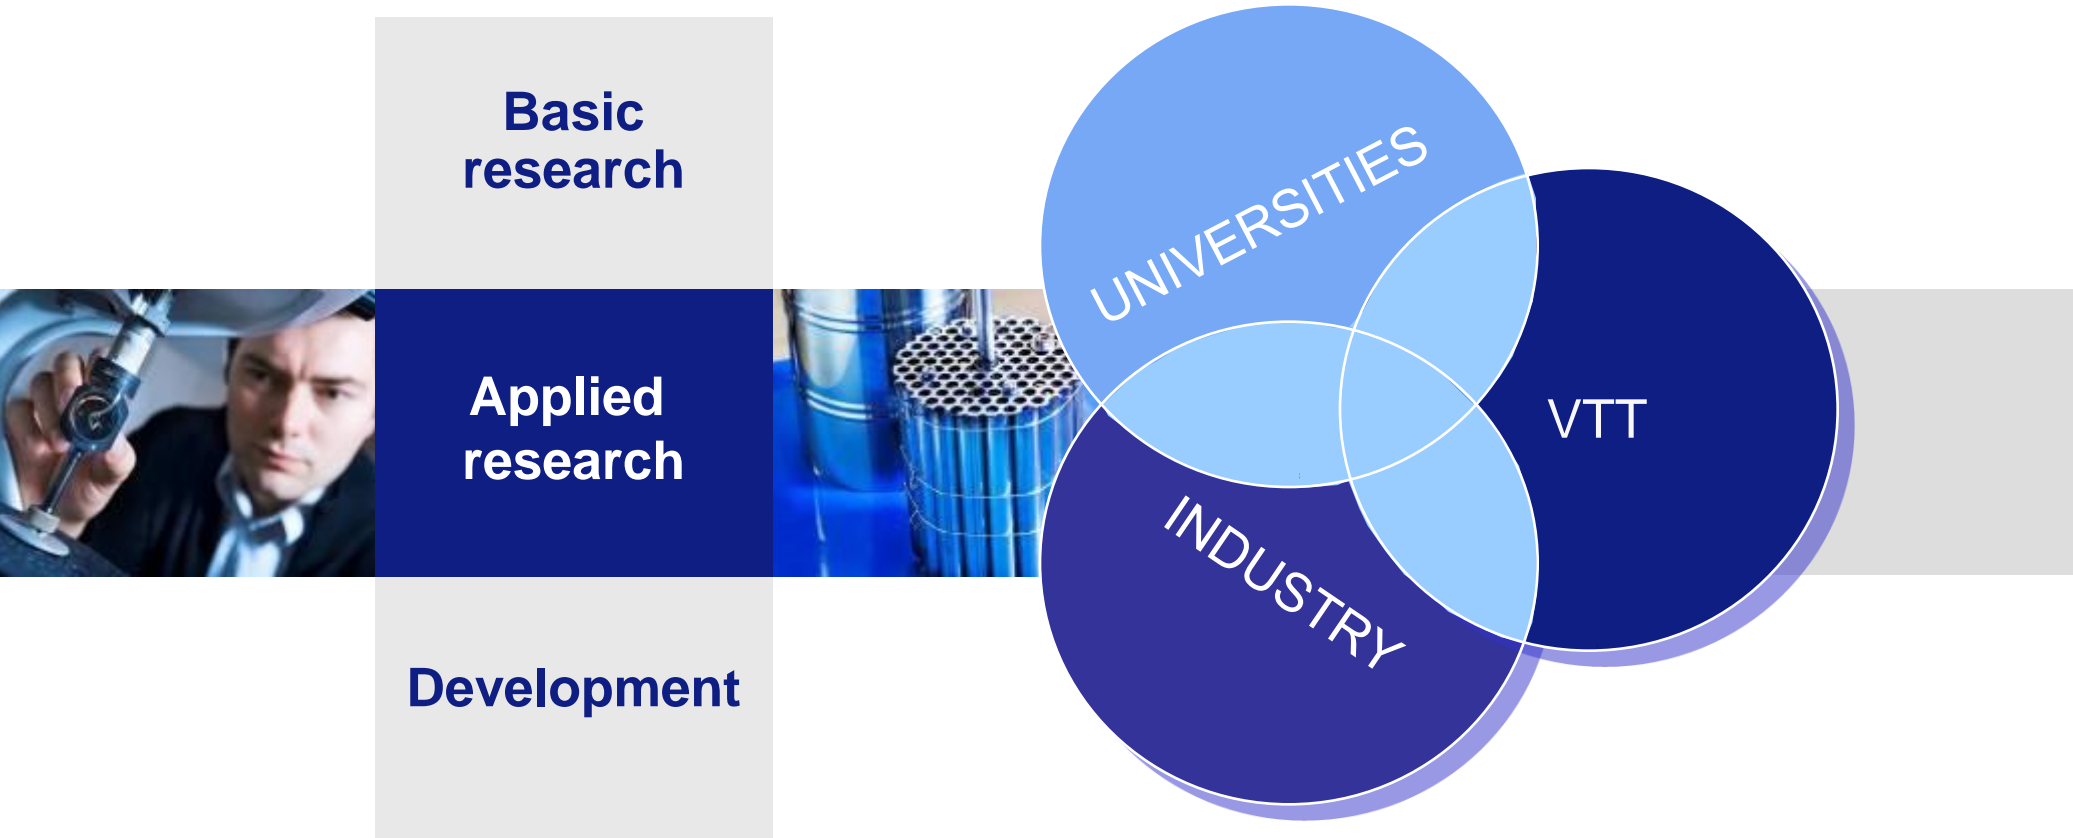 Basic
research
Applied
research
Development
UNIVERSITIES
VTT
INDUSTRY